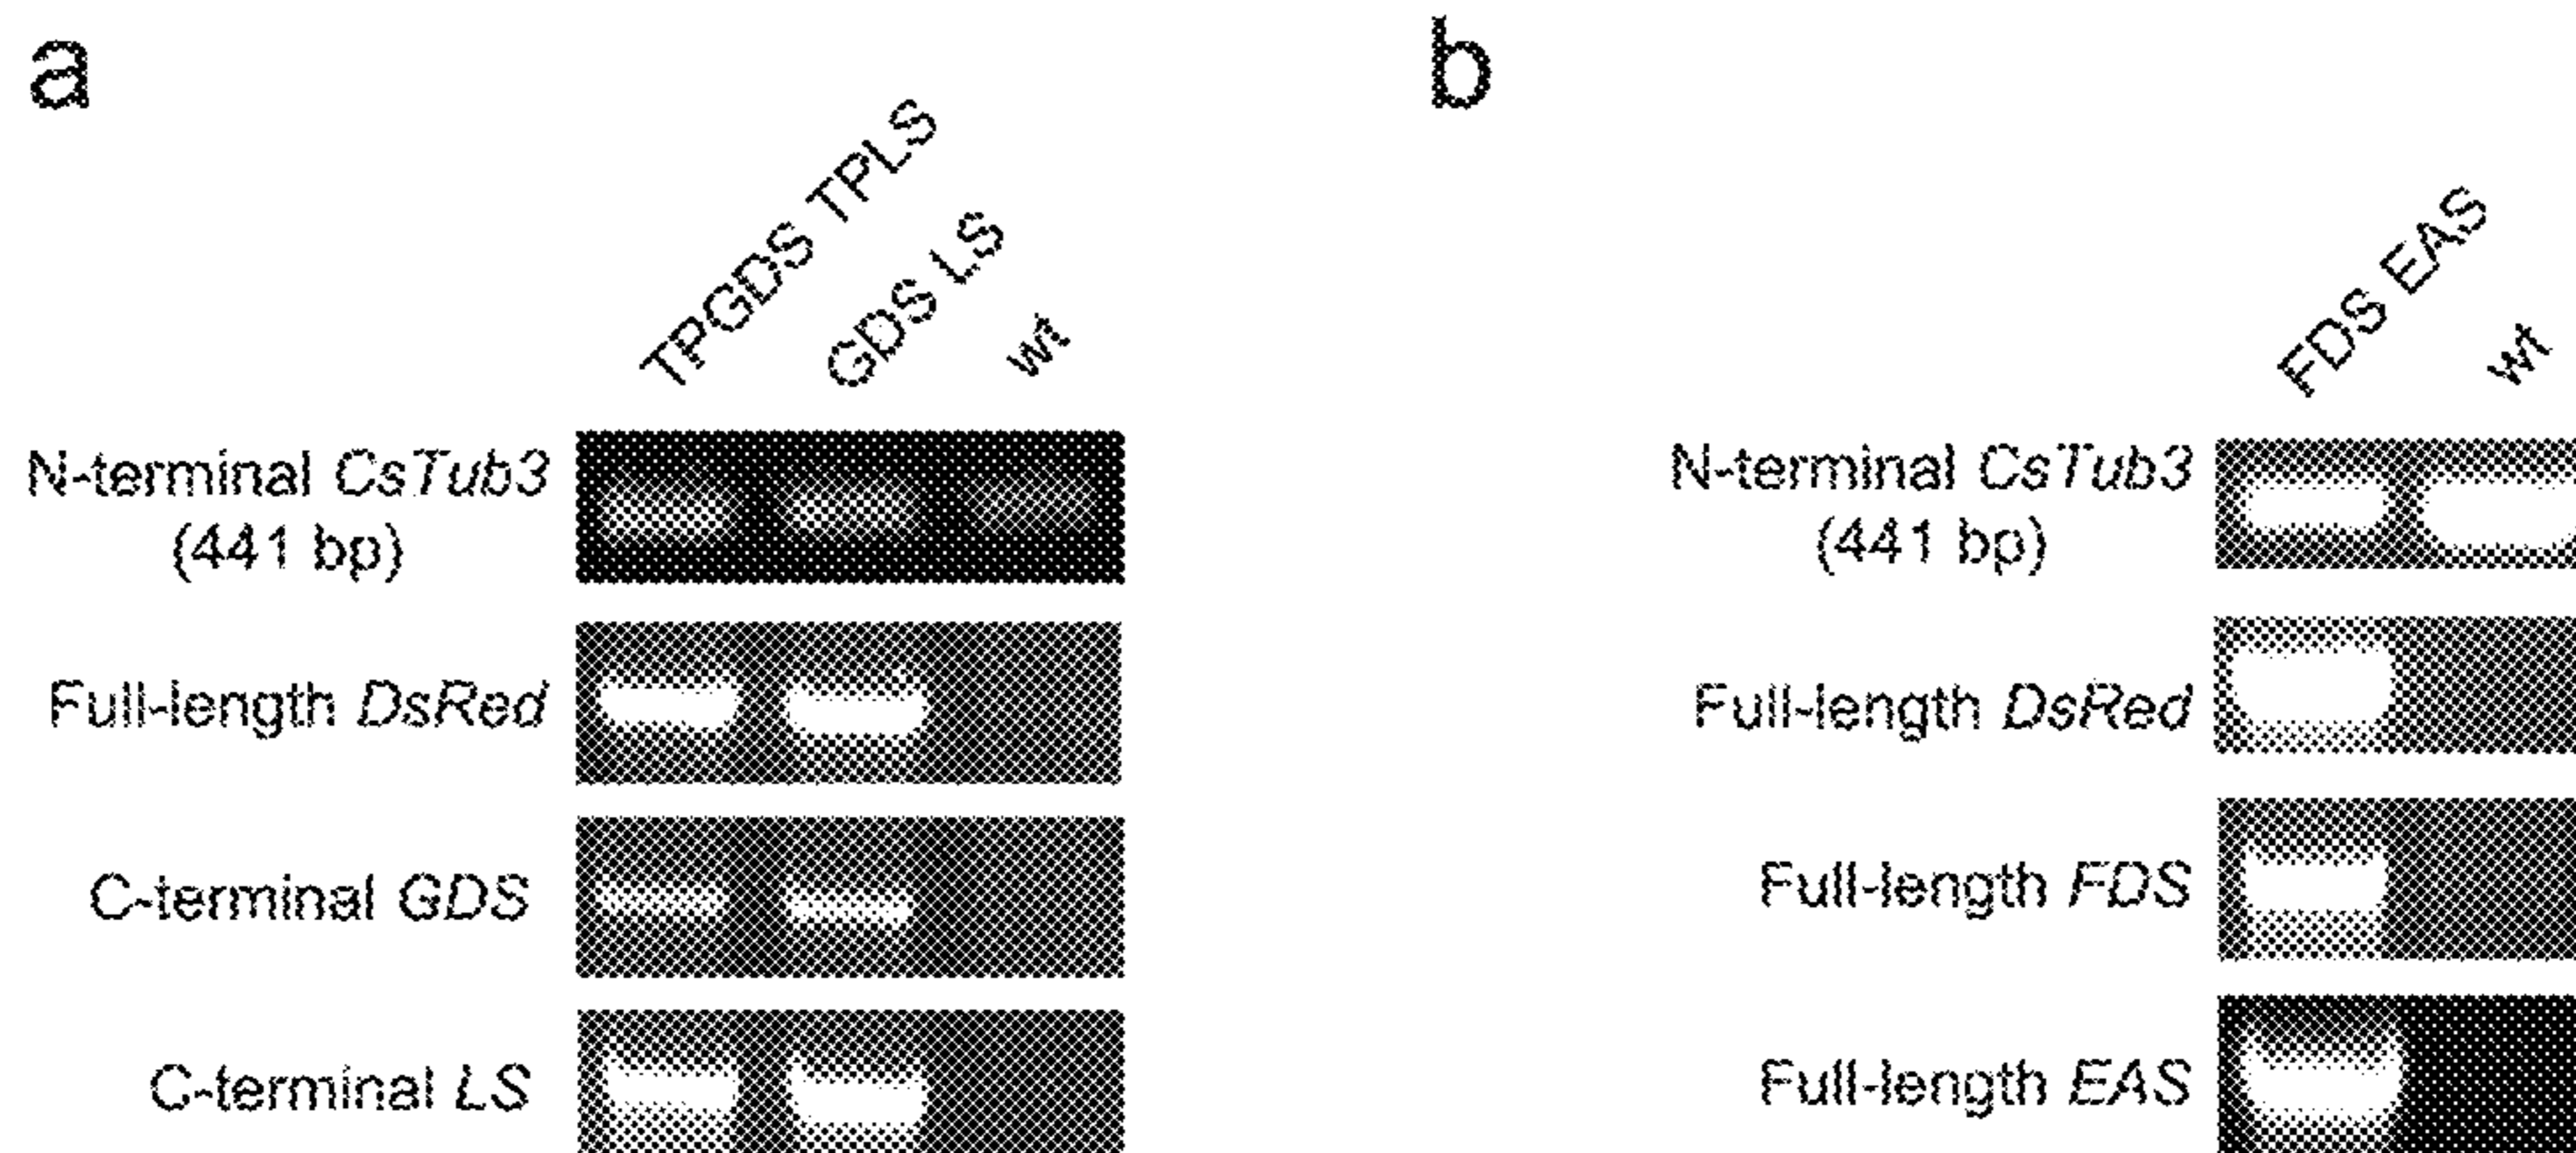 a
TPGDS TPLS
GDS LS
wt
N-terminal CsTub3
(441 bp)
Full-length DsRed
C-terminal GDS
C-terminal LS
b
FDS EAS
wt
N-terminal CsTub3
(441 bp)
Full-length DsRed
Full-length FDS
Full-length EAS